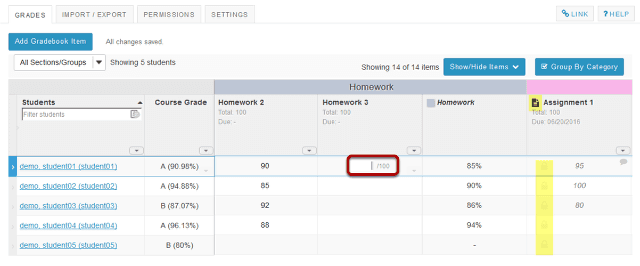 GRADES IMPORT / EXPORT PERMISSIONS SETTINGS LINK ? HELP
Add Gradebook Item All changes saved.
All Sections/Groups Showing 5 students Showing 14 of 14 items Show/Hide Items Group By Category
Homework
Students Course Grade Homework 2 Homework 3 Homework Assignment 1
Filter students Total: 100 Total: 100 Total: 100
Due: - Due: - Due: 06/20/2016
demo, student01 (student01) A (90.98%) 90 /100 85% 95
demo, student02 (student02) A (94.88%) 85 90% 100
demo, student03 (student03) B (87.07%) 92 86% 80
demo, student04 (student04) A (96.13%) 88 94%
demo, student05 (student05) B (80%) -